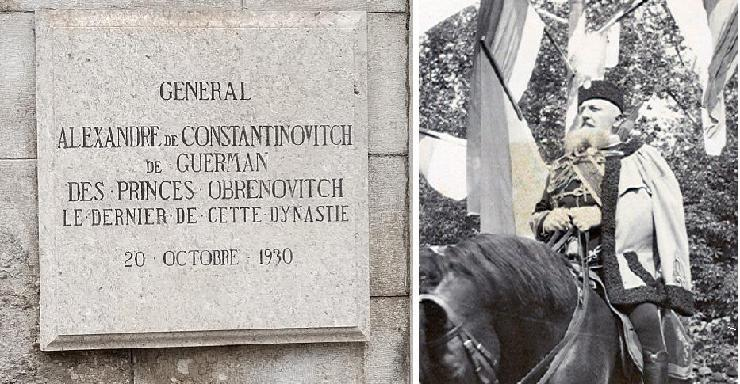 GENERAL
ALEXANDRE DE CONSTANTINOVITCH
DE GUERMAN
DES · PRINCES · OBRENOVITCH
LE · DERNIER · DE · CETTE · DYNASTIE
20 · OCTOBRE · 1930